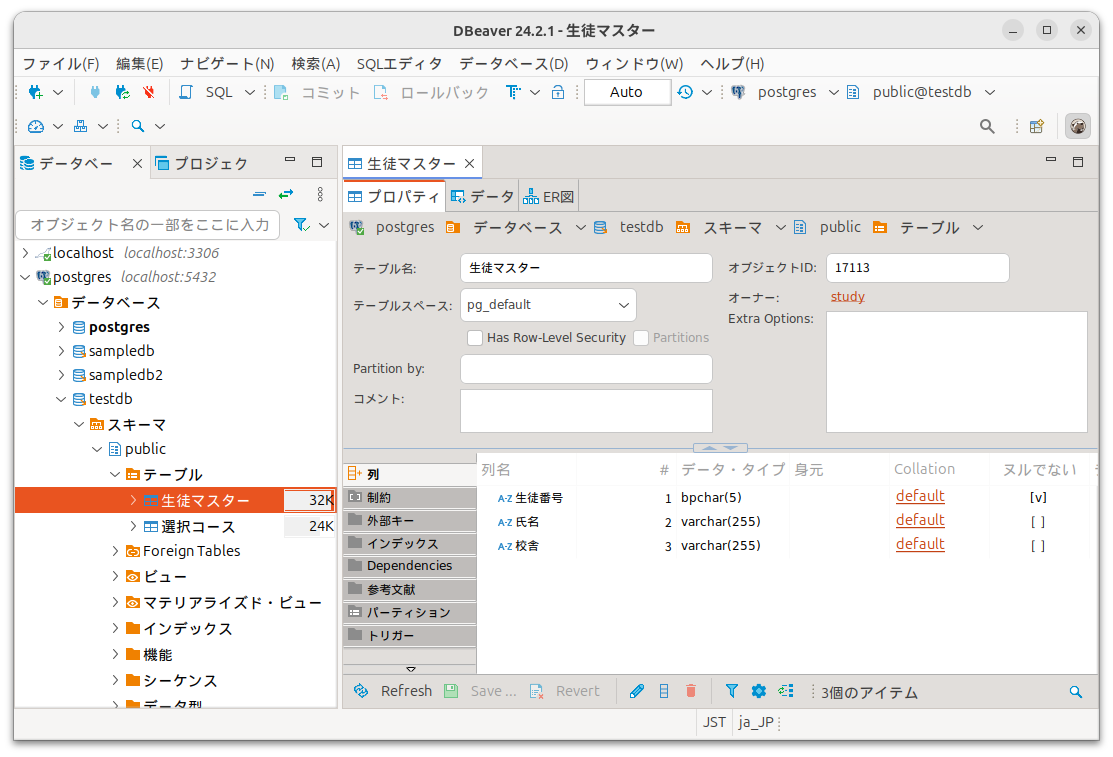 DBeaver 24.2.1 - 生徒マスター
ファイル(F) 編集(E) ナビゲート(N) 検索(A) SQLエディタ データベース(D) ウィンドウ(W) ヘルプ(H)
SQL コミット ロールバック Auto postgres public@testdb
データベー プロジェク
オブジェクト名の一部をここに入力
localhost localhost:3306
postgres localhost:5432
データベース
postgres
sampledb
sampledb2
testdb
スキーマ
public
テーブル
生徒マスター 32K
選択コース 24K
Foreign Tables
ビュー
マテリアライズド・ビュー
インデックス
機能
シーケンス
データ型
生徒マスター
プロパティ データ ER図
postgres データベース testdb スキーマ public テーブル
テーブル名: 生徒マスター オブジェクトID: 17113
テーブルスペース: pg_default オーナー: study
Extra Options:
Has Row-Level Security Partitions
Partition by:
コメント:
列
制約
外部キー
インデックス
Dependencies
参考文献
パーティション
トリガー
列名 # データ・タイプ 身元 Collation ヌルでない
A-Z 生徒番号 1 bpchar(5) default [v]
A-Z 氏名 2 varchar(255) default [ ]
A-Z 校舎 3 varchar(255) default [ ]
Refresh Save ... Revert 3個のアイテム
JST ja_JP